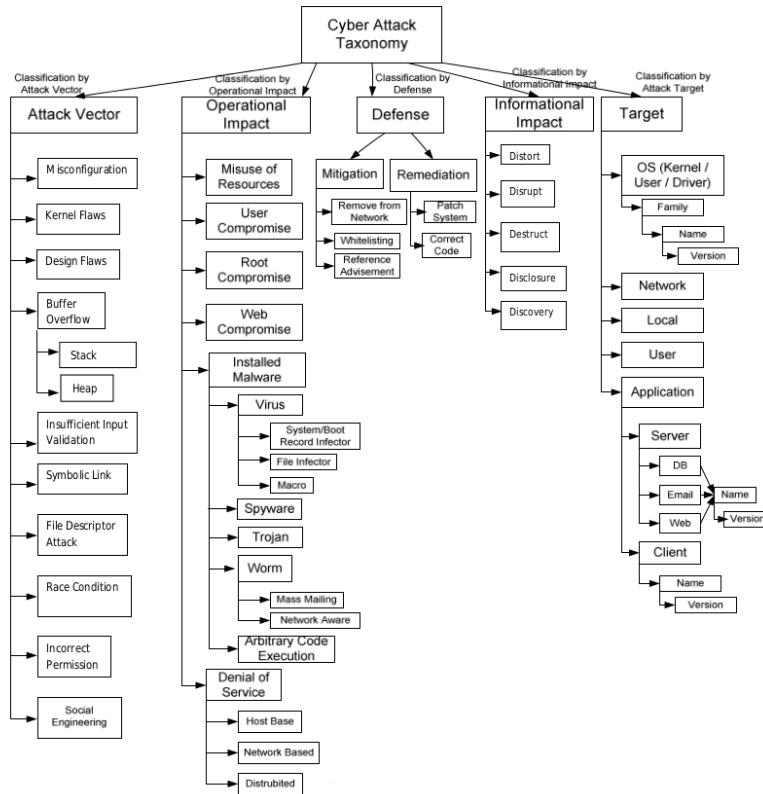 Cyber Attack
Taxonomy
Classification by
Attack Vector
Classification by
Operational Impact
Classification by
Defense
Classification by
Informational Impact
Classification by
Attack Target
Attack Vector
Misconfiguration
Kernel Flaws
Design Flaws
Buffer
Overflow
Stack
Heap
Insufficient Input
Validation
Symbolic Link
File Descriptor
Attack
Race Condition
Incorrect
Permission
Social
Engineering
Operational
Impact
Misuse of
Resources
User
Compromise
Root
Compromise
Web
Compromise
Installed
Malware
Virus
System/Boot
Record Infector
File Infector
Macro
Spyware
Trojan
Worm
Mass Mailing
Network Aware
Arbitrary Code
Execution
Denial of
Service
Host Base
Network Based
Distrubited
Defense
Mitigation
Remove from
Network
Whitelisting
Reference
Advisement
Remediation
Patch
System
Correct
Code
Informational
Impact
Distort
Disrupt
Destruct
Disclosure
Discovery
Target
OS (Kernel /
User / Driver)
Family
Name
Version
Network
Local
User
Application
Server
DB
Email
Web
Name
Version
Client
Name
Version